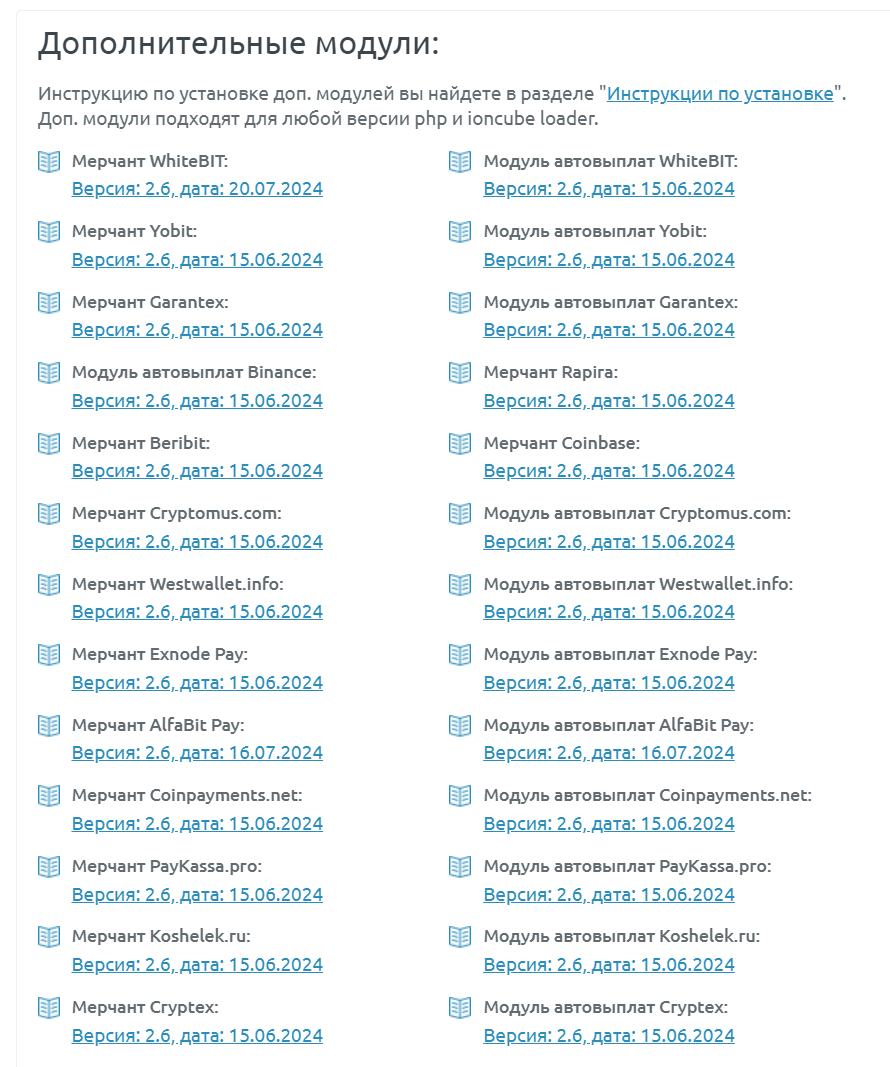 Дополнительные модули:
Инструкцию по установке доп. модулей вы найдете в разделе "Инструкции по установке".
Доп. модули подходят для любой версии php и ioncube loader.
Мерчант WhiteBIT:
Версия: 2.6, дата: 20.07.2024
Модуль автовыплат WhiteBIT:
Версия: 2.6, дата: 15.06.2024
Мерчант Yobit:
Версия: 2.6, дата: 15.06.2024
Модуль автовыплат Yobit:
Версия: 2.6, дата: 15.06.2024
Мерчант Garantex:
Версия: 2.6, дата: 15.06.2024
Модуль автовыплат Garantex:
Версия: 2.6, дата: 15.06.2024
Модуль автовыплат Binance:
Версия: 2.6, дата: 15.06.2024
Мерчант Rapira:
Версия: 2.6, дата: 15.06.2024
Мерчант Beribit:
Версия: 2.6, дата: 15.06.2024
Мерчант Coinbase:
Версия: 2.6, дата: 15.06.2024
Мерчант Cryptomus.com:
Версия: 2.6, дата: 15.06.2024
Модуль автовыплат Cryptomus.com:
Версия: 2.6, дата: 15.06.2024
Мерчант Westwallet.info:
Версия: 2.6, дата: 15.06.2024
Модуль автовыплат Westwallet.info:
Версия: 2.6, дата: 15.06.2024
Мерчант Exnode Pay:
Версия: 2.6, дата: 15.06.2024
Модуль автовыплат Exnode Pay:
Версия: 2.6, дата: 15.06.2024
Мерчант AlfaBit Pay:
Версия: 2.6, дата: 16.07.2024
Модуль автовыплат AlfaBit Pay:
Версия: 2.6, дата: 16.07.2024
Мерчант Coinpayments.net:
Версия: 2.6, дата: 15.06.2024
Модуль автовыплат Coinpayments.net:
Версия: 2.6, дата: 15.06.2024
Мерчант PayKassa.pro:
Версия: 2.6, дата: 15.06.2024
Модуль автовыплат PayKassa.pro:
Версия: 2.6, дата: 15.06.2024
Мерчант Koshelek.ru:
Версия: 2.6, дата: 15.06.2024
Модуль автовыплат Koshelek.ru:
Версия: 2.6, дата: 15.06.2024
Мерчант Cryptex:
Версия: 2.6, дата: 15.06.2024
Модуль автовыплат Cryptex:
Версия: 2.6, дата: 15.06.2024